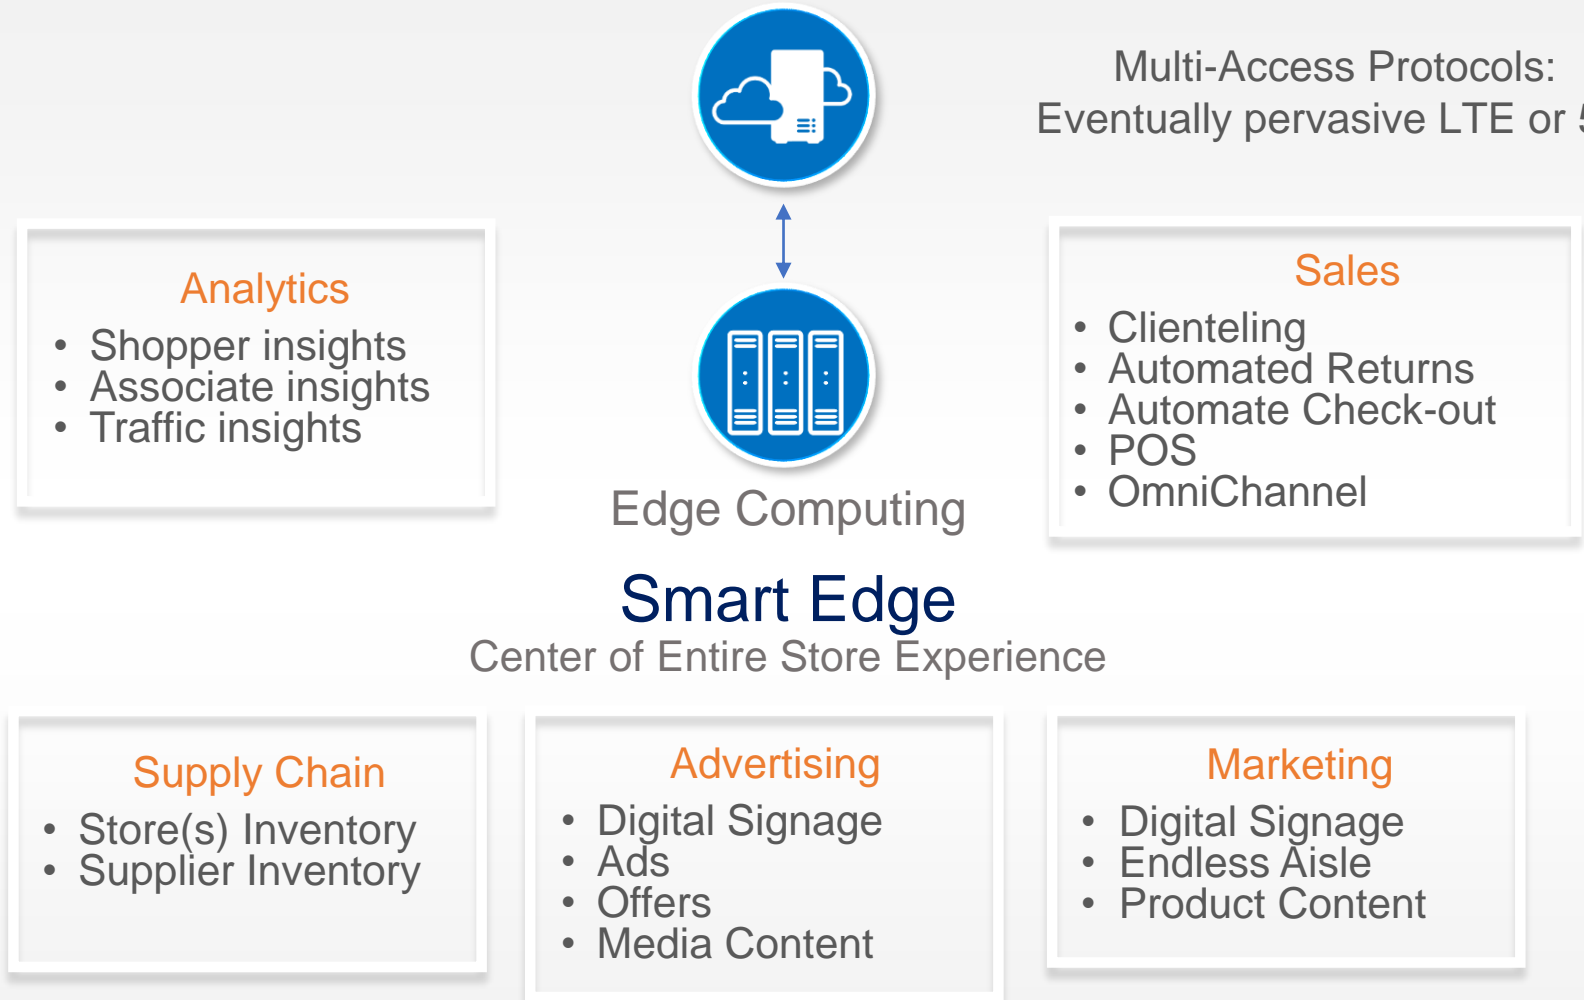 Multi-Access Protocols:
Eventually pervasive LTE or
Analytics
• Shopper insights
• Associate insights
• Traffic insights
Sales
• Clienteling
• Automated Returns
• Automate Check-out
• POS
• OmniChannel
Edge Computing
Smart Edge
Center of Entire Store Experience
Supply Chain
• Store(s) Inventory
• Supplier Inventory
Advertising
• Digital Signage
• Ads
• Offers
• Media Content
Marketing
• Digital Signage
• Endless Aisle
• Product Content